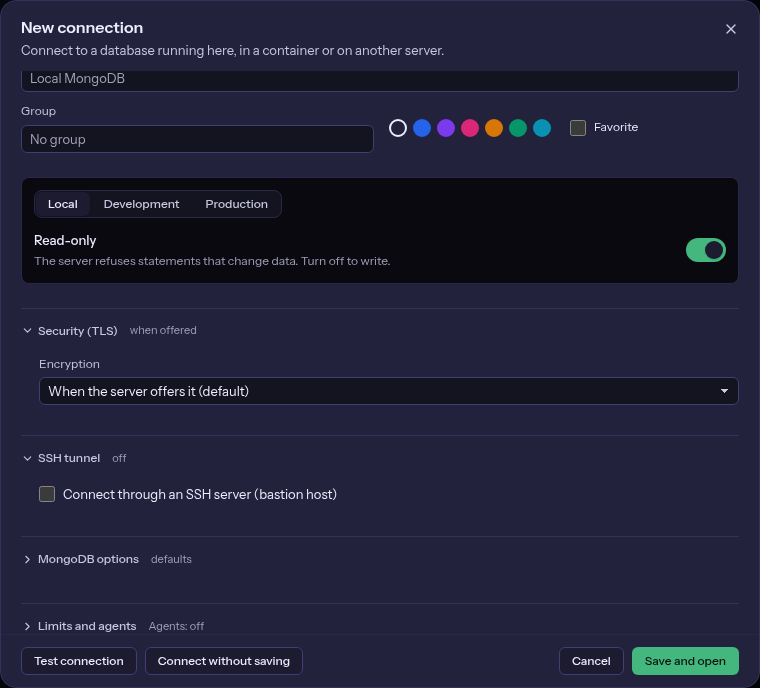 New connection
Connect to a database running here, in a container or on another server.
Local MongoDB
Group
No group
Favorite
Local Development Production
Read-only
The server refuses statements that change data. Turn off to write.
Security (TLS) when offered
Encryption
When the server offers it (default)
SSH tunnel off
Connect through an SSH server (bastion host)
MongoDB options defaults
Limits and agents Agents: off
Test connection Connect without saving Cancel Save and open